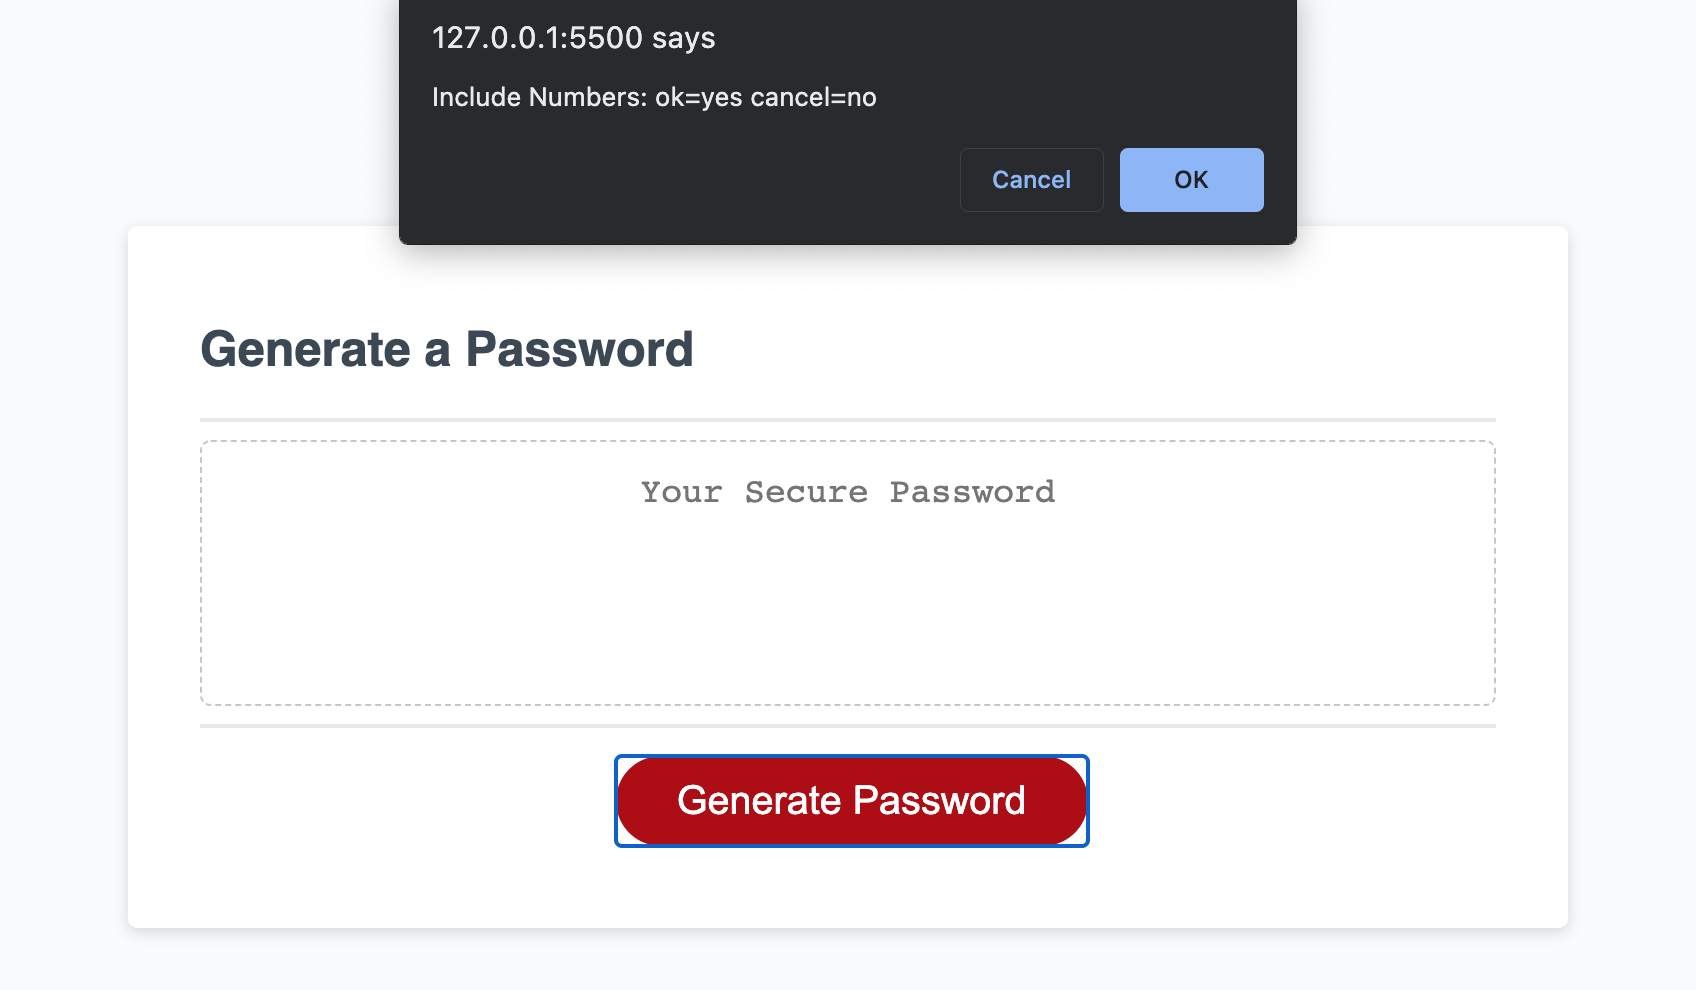 127.0.0.1:5500 says
Include Numbers: ok=yes cancel=no
Cancel
OK
Generate a Password
Your Secure Password
Generate Password